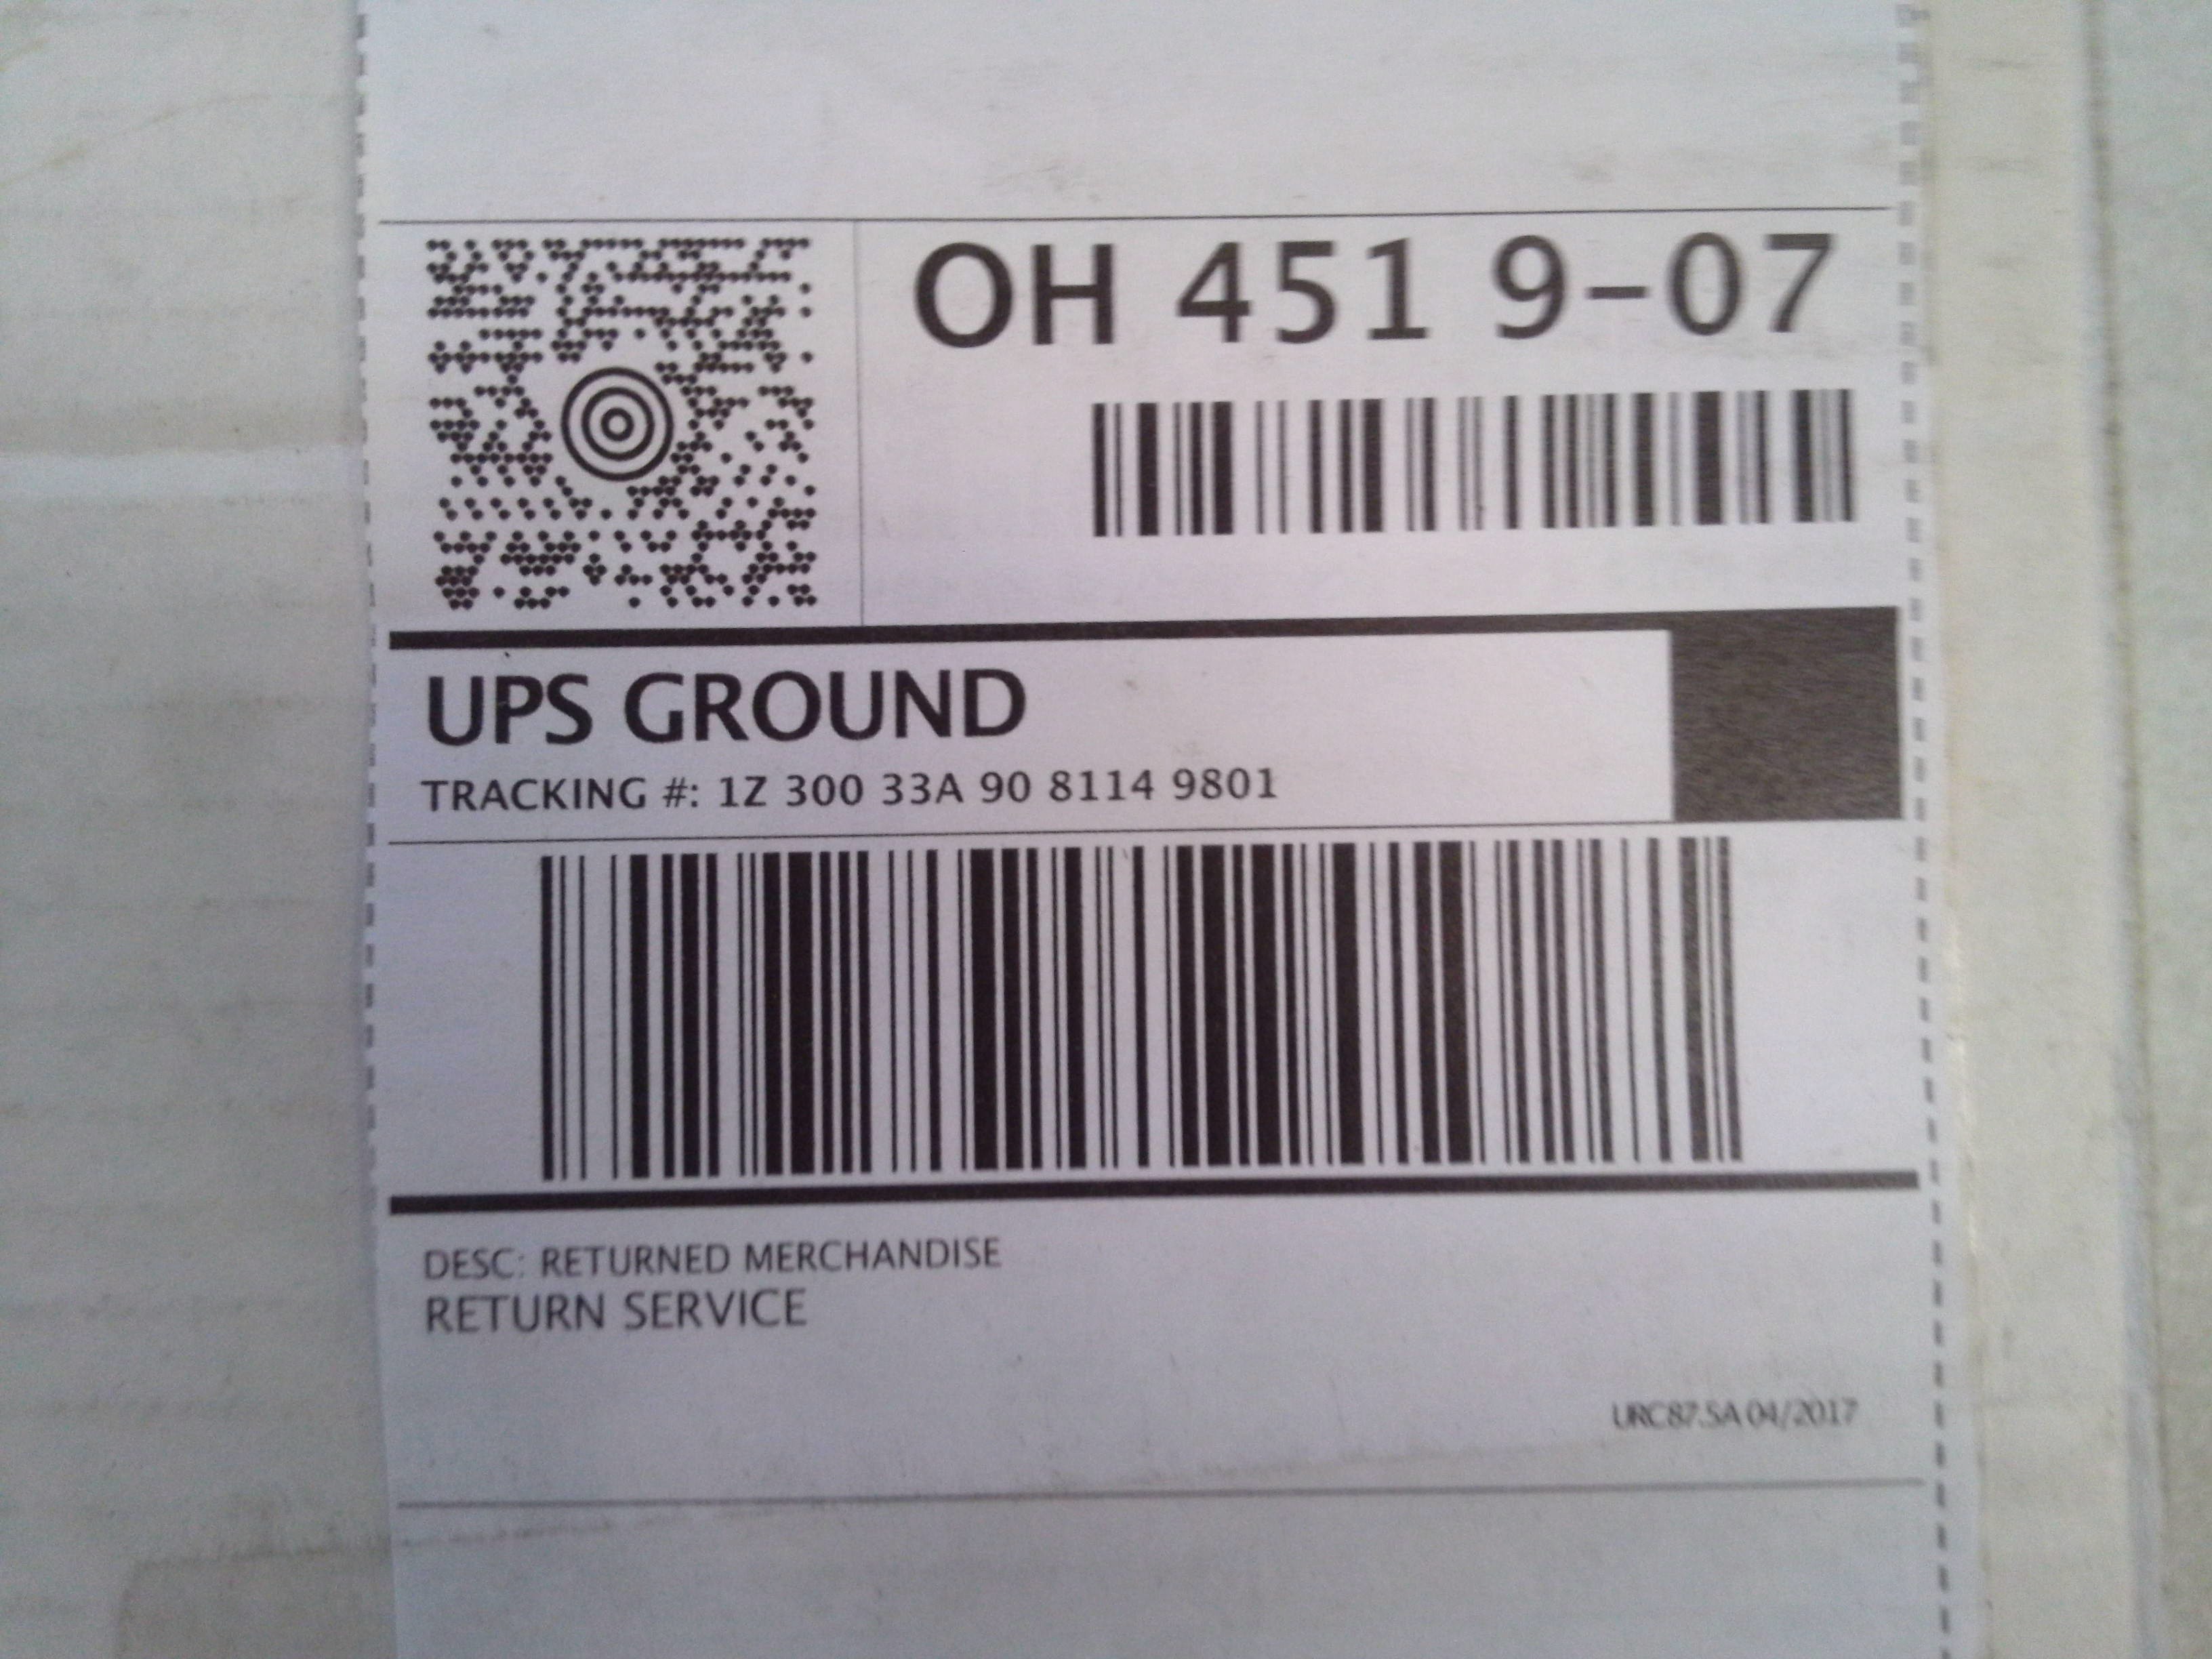 OH 451 9-07
UPS GROUND
TRACKING #: 1Z 300 33A 90 8114 9801
DESC: RETURNED MERCHANDISE
RETURN SERVICE
URC87.5A 04/2017